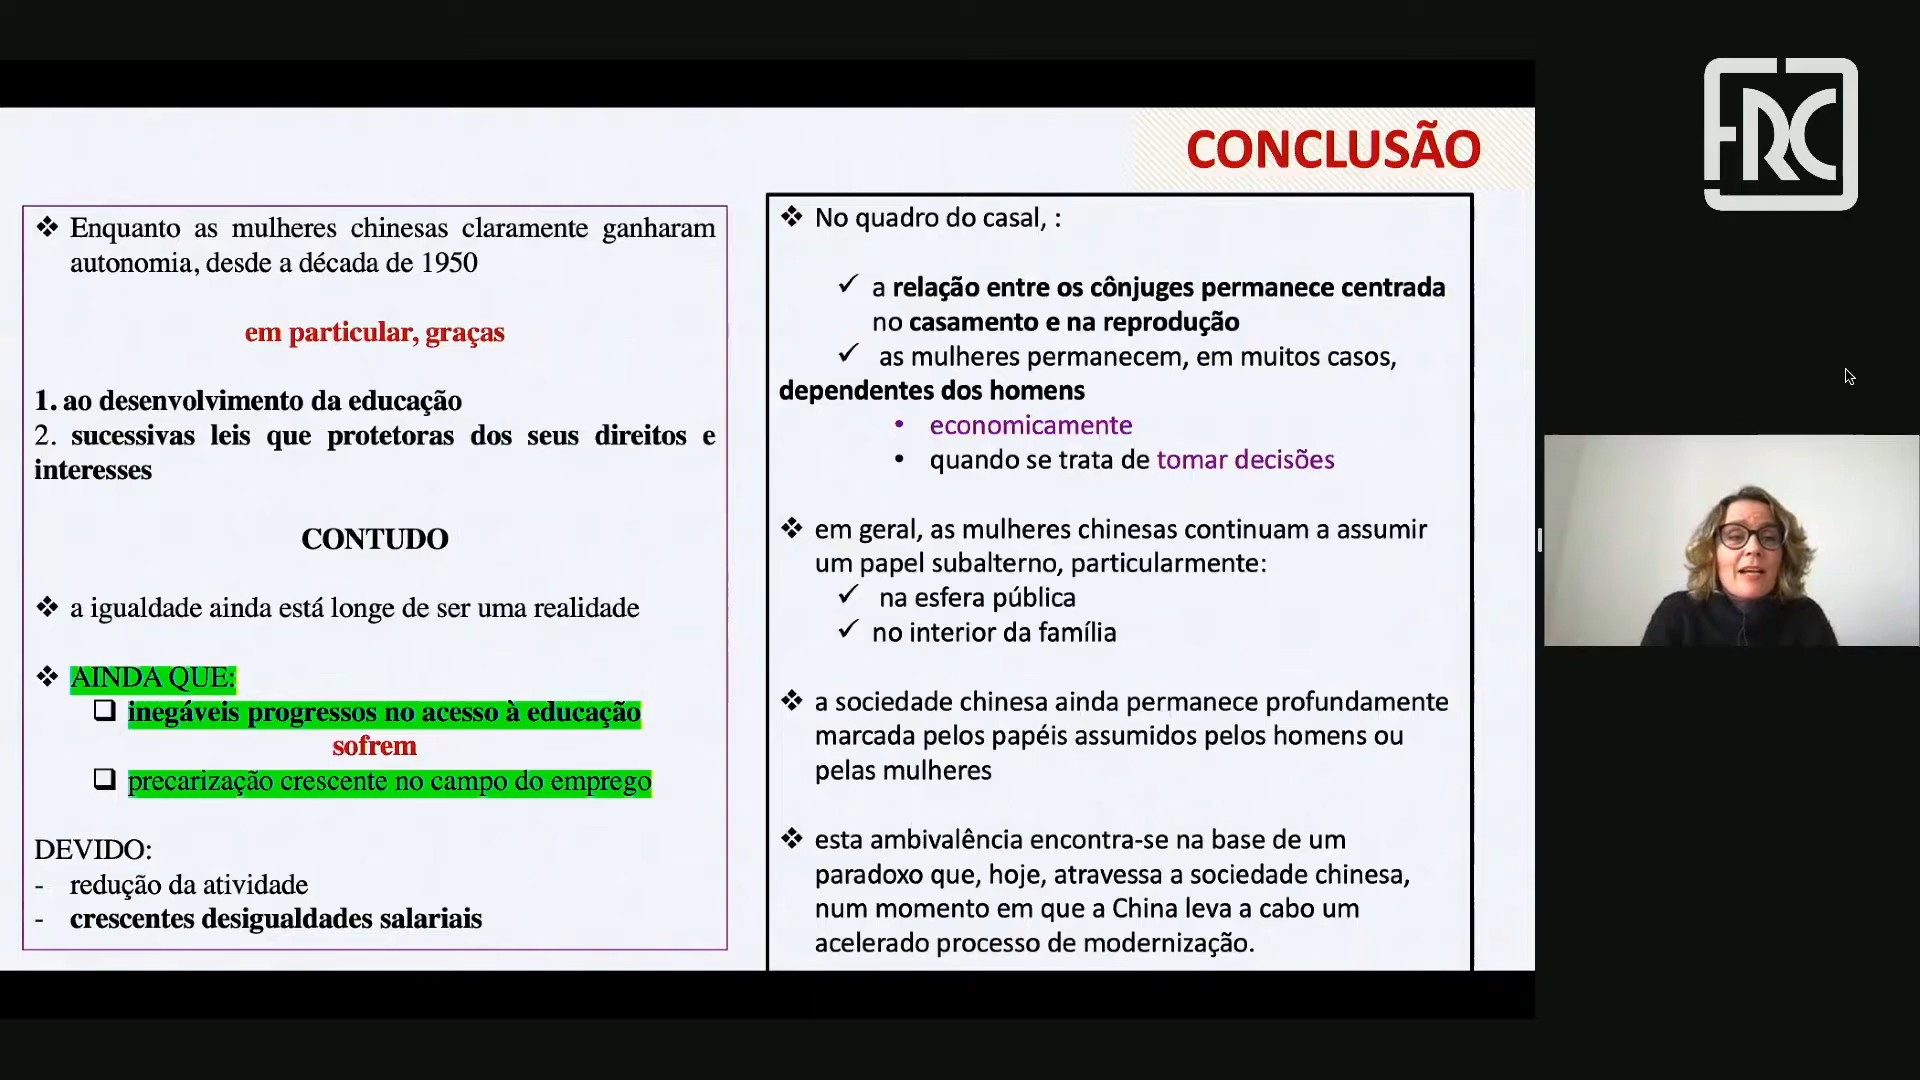 FRC
CONCLUSÃO
❖ Enquanto as mulheres chinesas claramente ganharam
autonomia, desde a década de 1950
em particular, graças
1. ao desenvolvimento da educação
2. sucessivas leis que protetoras dos seus direitos e
interesses
CONTUDO
❖ a igualdade ainda está longe de ser uma realidade
❖ AINDA QUE:
❑ inegáveis progressos no acesso à educação
sofrem
❑ precarização crescente no campo do emprego
DEVIDO:
- redução da atividade
- crescentes desigualdades salariais
❖ No quadro do casal, :
✓ a relação entre os cônjuges permanece centrada
no casamento e na reprodução
✓ as mulheres permanecem, em muitos casos,
dependentes dos homens
• economicamente
• quando se trata de tomar decisões
❖ em geral, as mulheres chinesas continuam a assumir
um papel subalterno, particularmente:
✓ na esfera pública
✓ no interior da família
❖ a sociedade chinesa ainda permanece profundamente
marcada pelos papéis assumidos pelos homens ou
pelas mulheres
❖ esta ambivalência encontra-se na base de um
paradoxo que, hoje, atravessa a sociedade chinesa,
num momento em que a China leva a cabo um
acelerado processo de modernização.